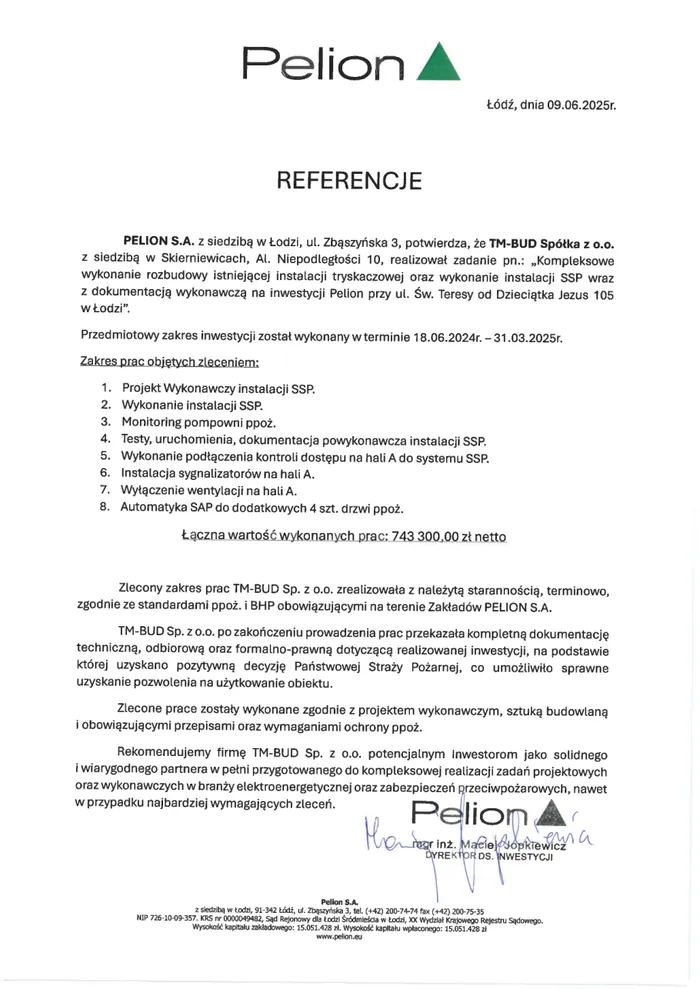 Pelion
Łódź, dnia 09.06.2025r.
REFERENCJE
PELION S.A. z siedzibą w Łodzi, ul. Zbąszyńska 3, potwierdza, że TM-BUD Spółka z o.o.
z siedzibą w Skierniewicach, Al. Niepodległości 10, realizował zadanie pn.: „Kompleksowe
wykonanie rozbudowy istniejącej instalacji tryskaczowej oraz wykonanie instalacji SSP wraz
z dokumentacją wykonawczą na inwestycji Pelion przy ul. Św. Teresy od Dzieciątka Jezus 105
w Łodzi”.
Przedmiotowy zakres inwestycji został wykonany w terminie 18.06.2024r. – 31.03.2025r.
Zakres prac objętych zleceniem:
1. Projekt Wykonawczy instalacji SSP.
2. Wykonanie instalacji SSP.
3. Monitoring pompowni ppoż.
4. Testy, uruchomienia, dokumentacja powykonawcza instalacji SSP.
5. Wykonanie podłączenia kontroli dostępu na hali A do systemu SSP.
6. Instalacja sygnalizatorów na hali A.
7. Wyłączenie wentylacji na hali A.
8. Automatyka SAP do dodatkowych 4 szt. drzwi ppoż.
Łączna wartość wykonanych prac: 743 300,00 zł netto
Zlecony zakres prac TM-BUD Sp. z o.o. zrealizowała z należytą starannością, terminowo,
zgodnie ze standardami ppoż. i BHP obowiązującymi na terenie Zakładów PELION S.A.
TM-BUD Sp. z o.o. po zakończeniu prowadzenia prac przekazała kompletną dokumentację
techniczną, odbiorową oraz formalno-prawną dotyczącą realizowanej inwestycji, na podstawie
której uzyskano pozytywną decyzję Państwowej Straży Pożarnej, co umożliwiło sprawne
uzyskanie pozwolenia na użytkowanie obiektu.
Zlecone prace zostały wykonane zgodnie z projektem wykonawczym, sztuką budowlaną
i obowiązującymi przepisami oraz wymaganiami ochrony ppoż.
Rekomendujemy firmę TM-BUD Sp. z o.o. potencjalnym Inwestorom jako solidnego
i wiarygodnego partnera w pełni przygotowanego do kompleksowej realizacji zadań projektowych
oraz wykonawczych w branży elektroenergetycznej oraz zabezpieczeń przeciwpożarowych, nawet
w przypadku najbardziej wymagających zleceń.
Pelion
mgr inż. Maciej Jopkiewicz
DYREKTOR DS. INWESTYCJI
Pelion S.A.
z siedzibą w Łodzi, 91-342 Łódź, ul. Zbąszyńska 3, tel. (+42) 200-74-74 fax (+42) 200-75-35
NIP 726-10-09-357. KRS nr 0000049482, Sąd Rejonowy dla Łodzi Śródmieścia w Łodzi, XX Wydział Krajowego Rejestru Sądowego.
Wysokość kapitału zakładowego: 15.051.428 zł. Wysokość kapitału wpłaconego: 15.051.428 zł
www.pelion.eu